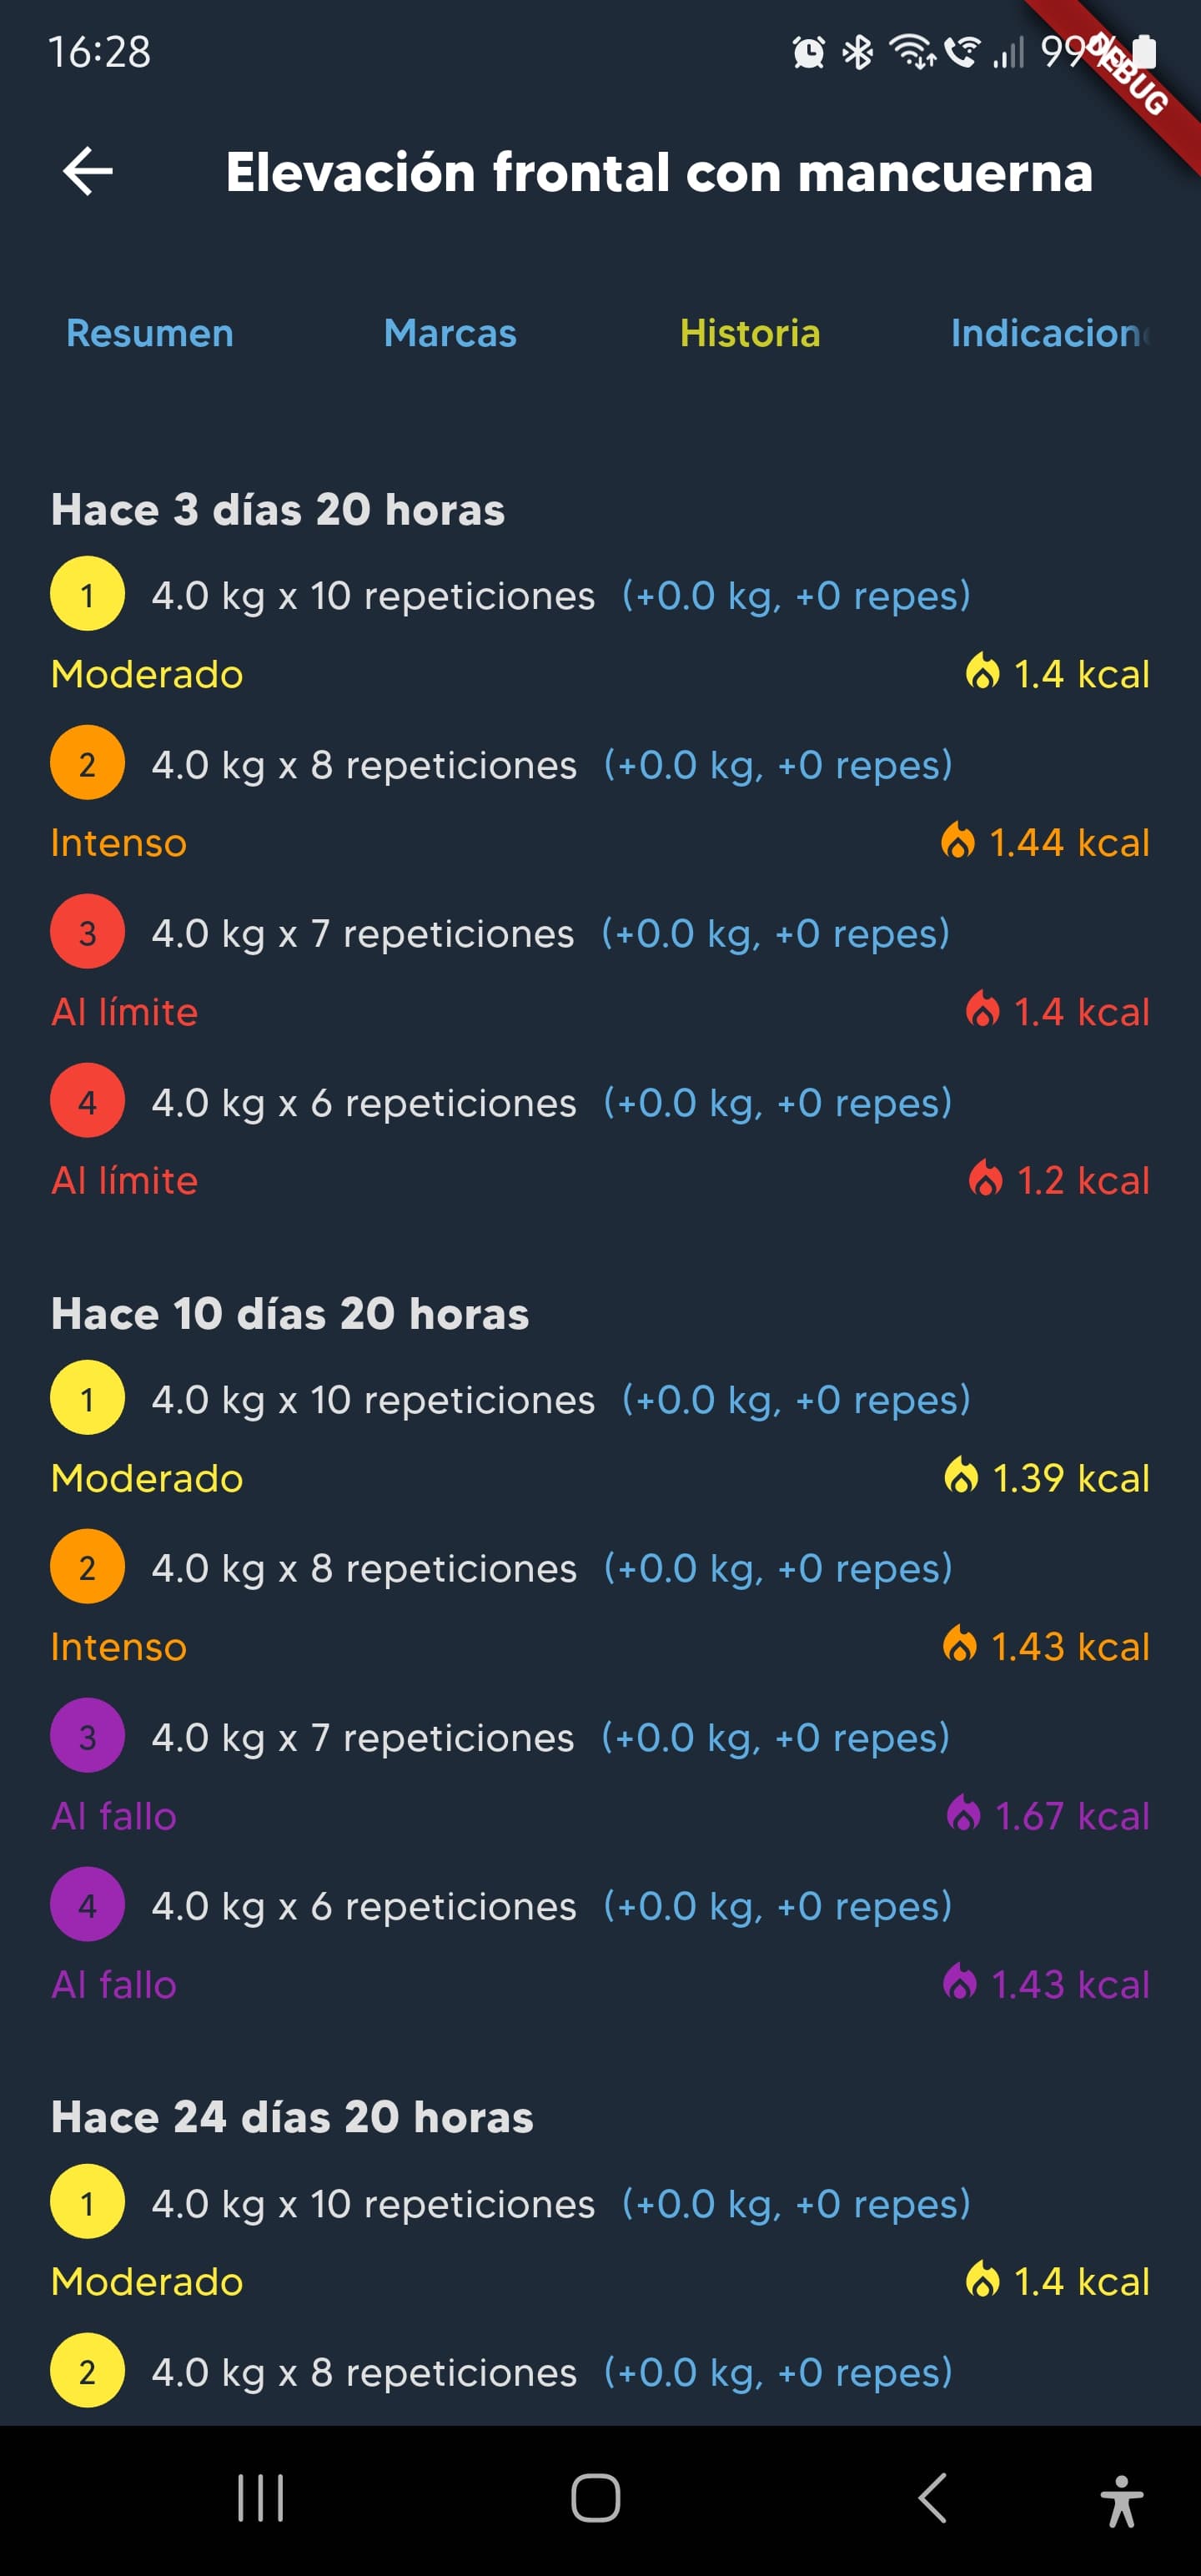 16:28
99%
DEBUG
Elevación frontal con mancuerna
Resumen Marcas Historia Indicacion
Hace 3 días 20 horas
1 4.0 kg x 10 repeticiones (+0.0 kg, +0 repes)
Moderado 1.4 kcal
2 4.0 kg x 8 repeticiones (+0.0 kg, +0 repes)
Intenso 1.44 kcal
3 4.0 kg x 7 repeticiones (+0.0 kg, +0 repes)
Al límite 1.4 kcal
4 4.0 kg x 6 repeticiones (+0.0 kg, +0 repes)
Al límite 1.2 kcal
Hace 10 días 20 horas
1 4.0 kg x 10 repeticiones (+0.0 kg, +0 repes)
Moderado 1.39 kcal
2 4.0 kg x 8 repeticiones (+0.0 kg, +0 repes)
Intenso 1.43 kcal
3 4.0 kg x 7 repeticiones (+0.0 kg, +0 repes)
Al fallo 1.67 kcal
4 4.0 kg x 6 repeticiones (+0.0 kg, +0 repes)
Al fallo 1.43 kcal
Hace 24 días 20 horas
1 4.0 kg x 10 repeticiones (+0.0 kg, +0 repes)
Moderado 1.4 kcal
2 4.0 kg x 8 repeticiones (+0.0 kg, +0 repes)